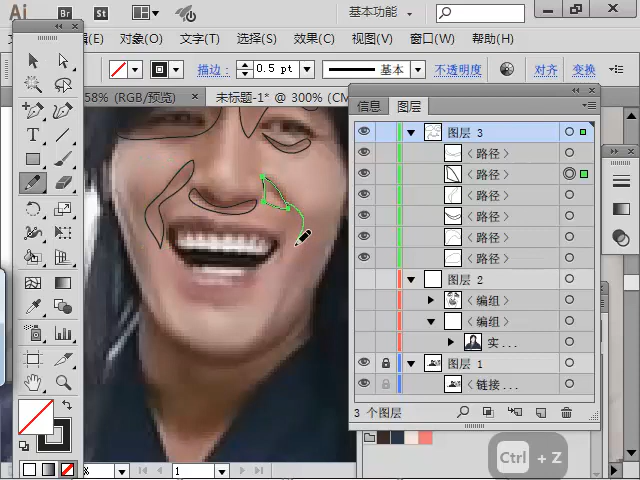 Ai Br St 基本功能
(E) 对象(O) 文字(T) 选择(S) 效果(C) 视图(V) 窗口(W) 帮助(H)
描边: 0.5 pt 基本 不透明度 对齐 变换
58% (RGB/预览) × 未标题-1* @ 300% (CM
信息 图层
图层 3
〈路径〉
〈路径〉
〈路径〉
〈路径〉
〈路径〉
〈路径〉
图层 2
〈编组〉
〈编组〉
实...
图层 1
〈链接...
3 个图层
% 1
Ctrl + Z